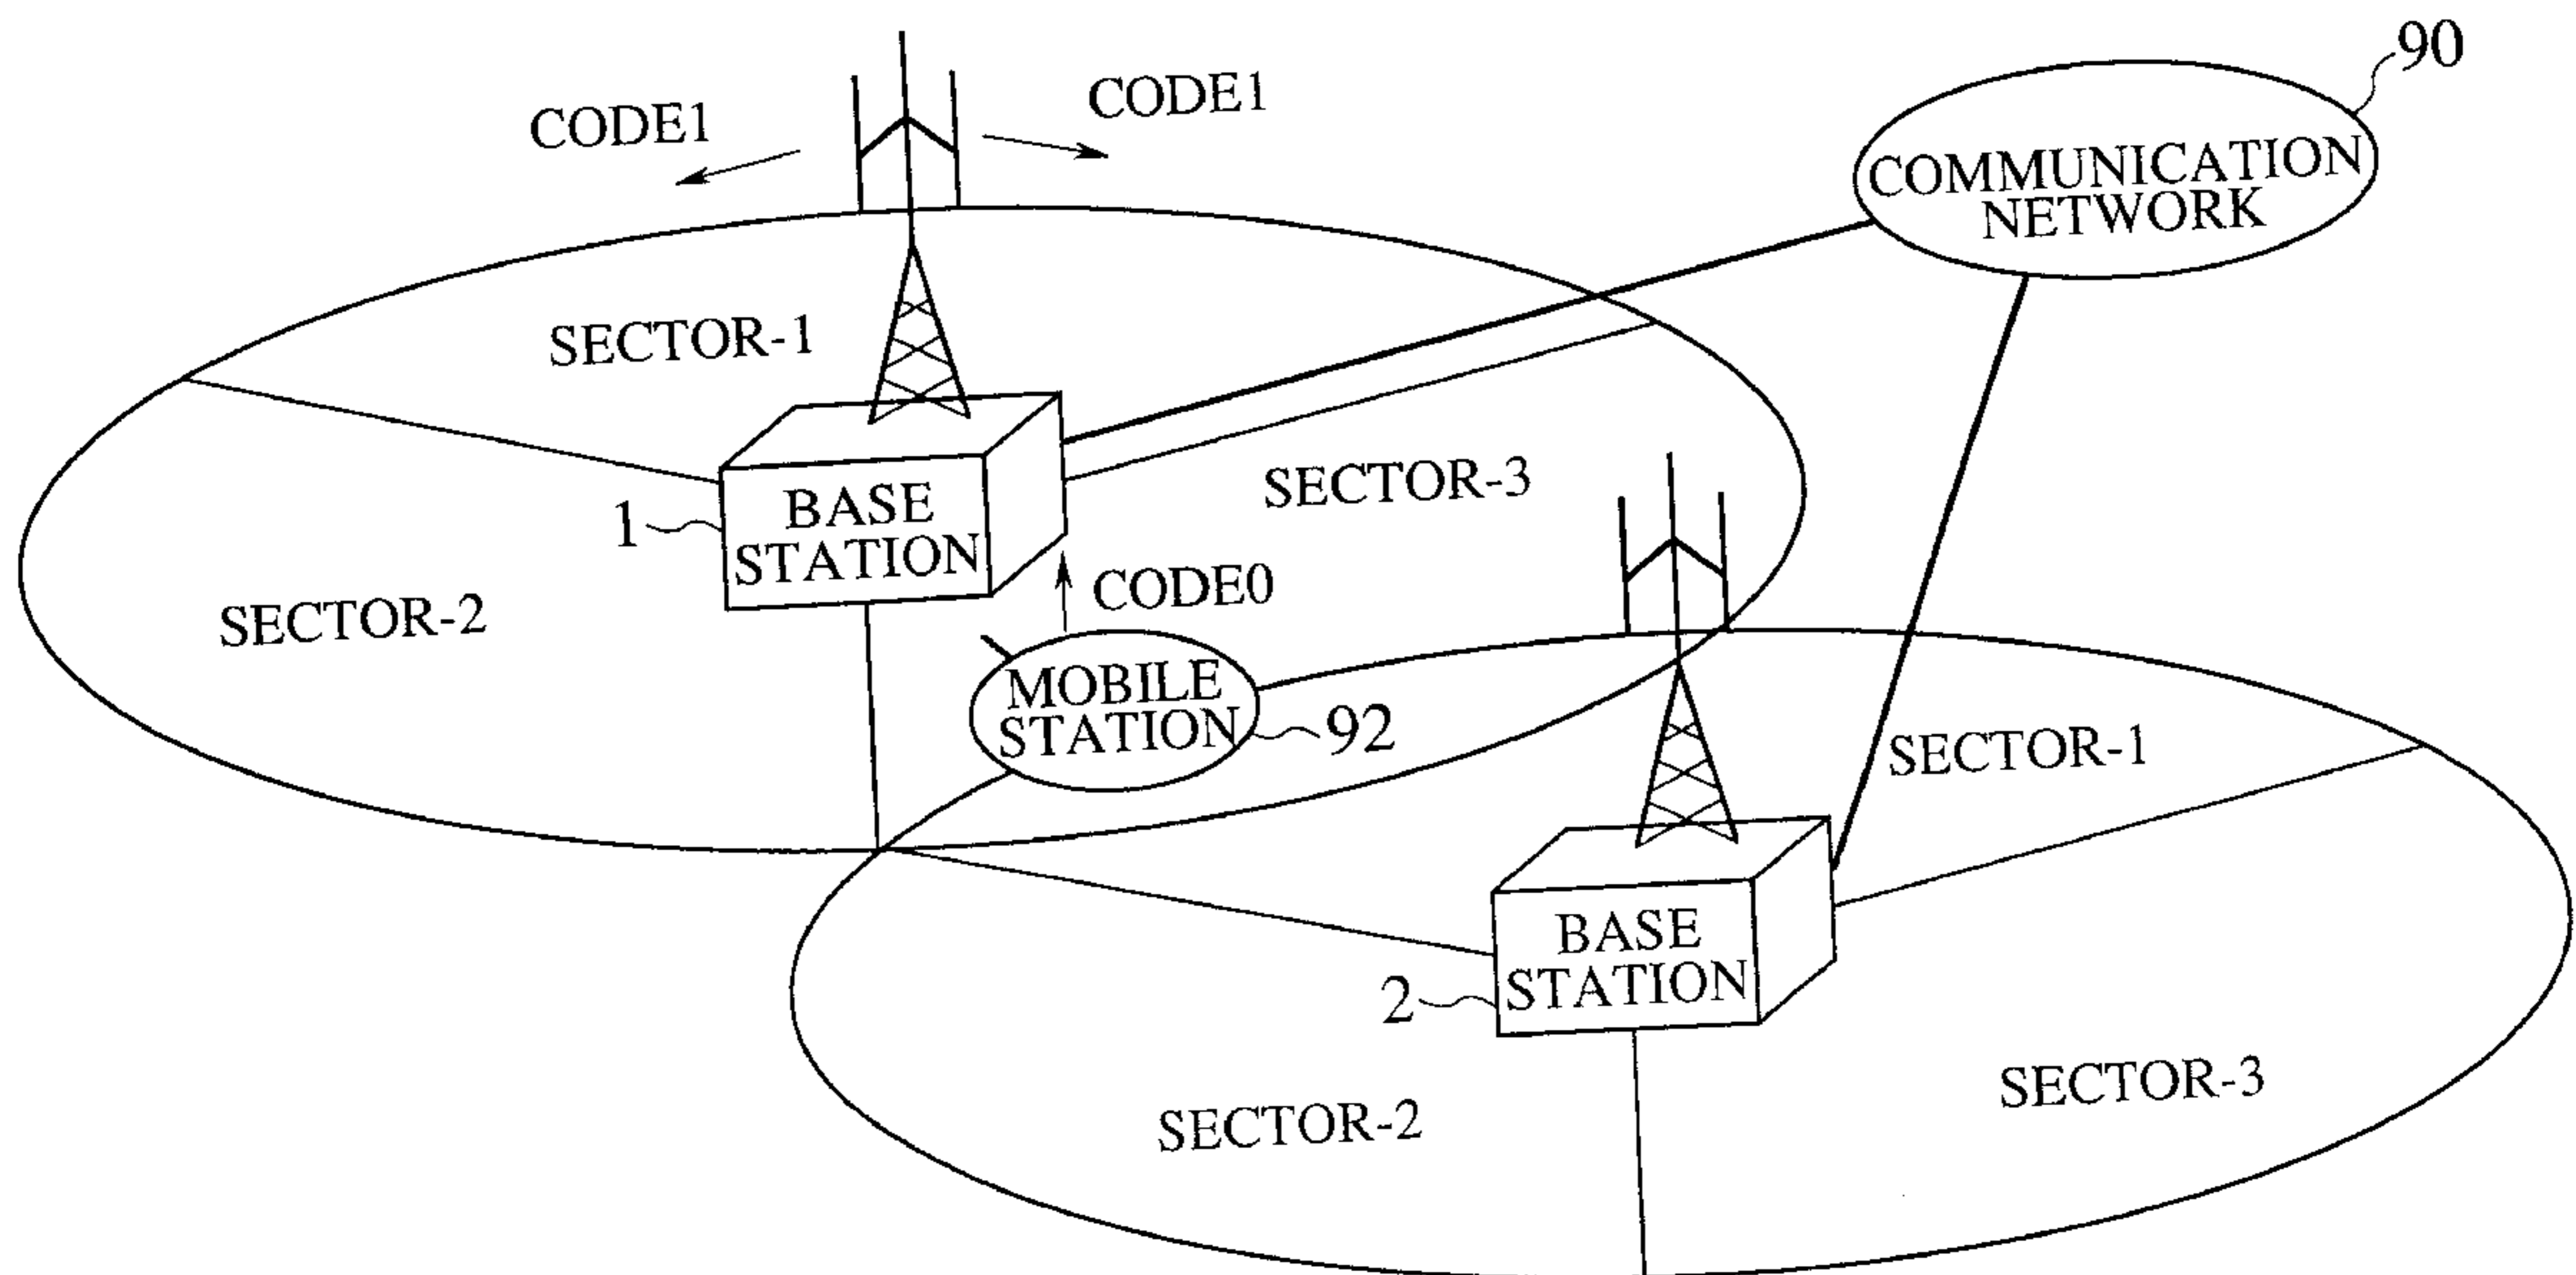 90
CODE1
CODE1
COMMUNICATION
NETWORK
SECTOR-1
SECTOR-3
1
BASE
STATION
CODE0
SECTOR-2
MOBILE
STATION
92
SECTOR-1
BASE
STATION
2
SECTOR-3
SECTOR-2